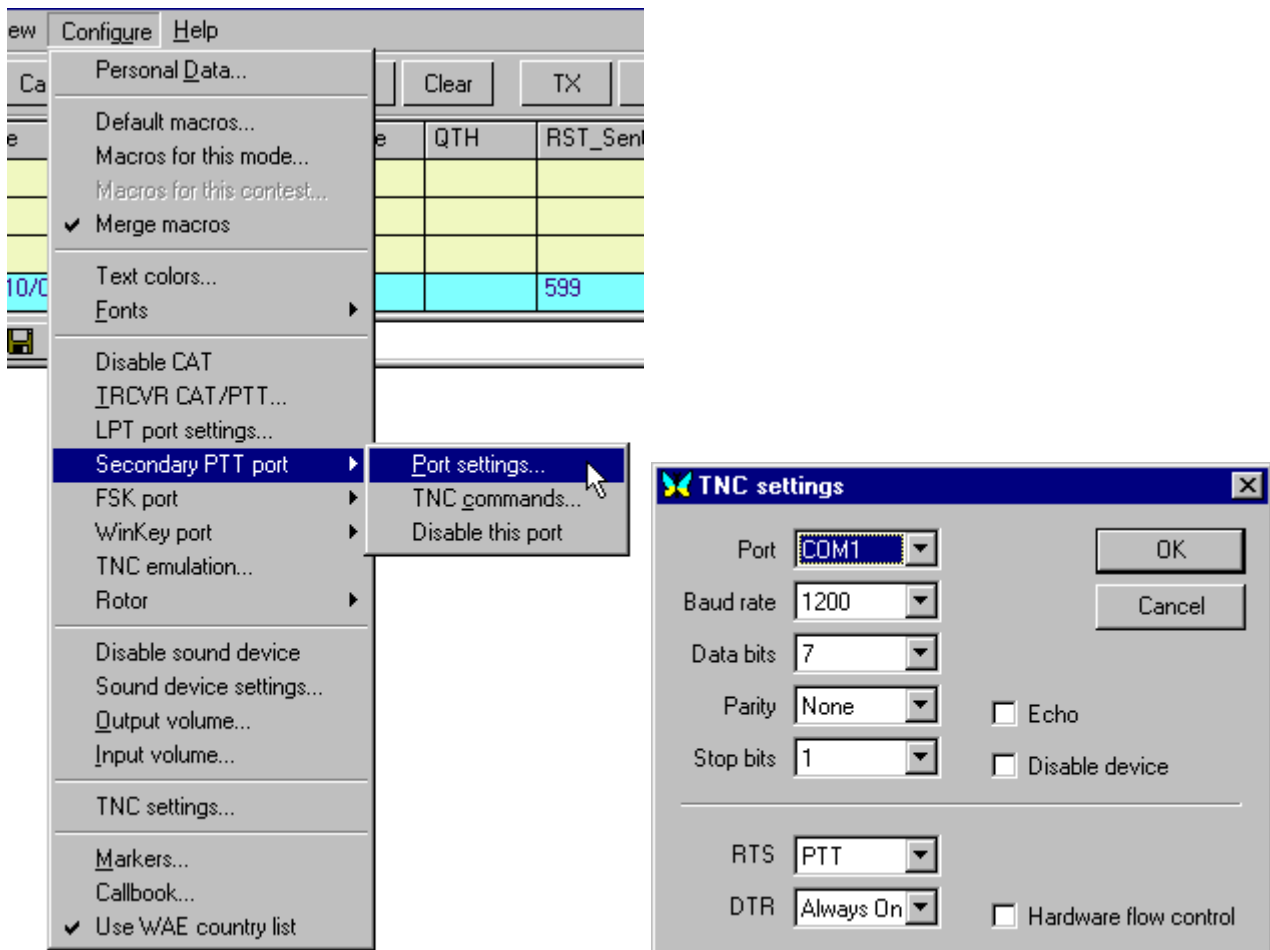 ew Configure Help
Ca Clear TX
e e QTH RST_Sent
10/0 599
Personal Data...
Default macros...
Macros for this mode...
Macros for this contest...
Merge macros
Text colors...
Fonts
Disable CAT
TRCVR CAT/PTT...
LPT port settings...
Secondary PTT port
FSK port
WinKey port
TNC emulation...
Rotor
Disable sound device
Sound device settings...
Output volume...
Input volume...
TNC settings...
Markers...
Callbook...
Use WAE country list
Port settings...
TNC commands...
Disable this port
TNC settings
Port COM1
OK
Baud rate 1200
Cancel
Data bits 7
Parity None
Echo
Stop bits 1
Disable device
RTS PTT
DTR Always On
Hardware flow control